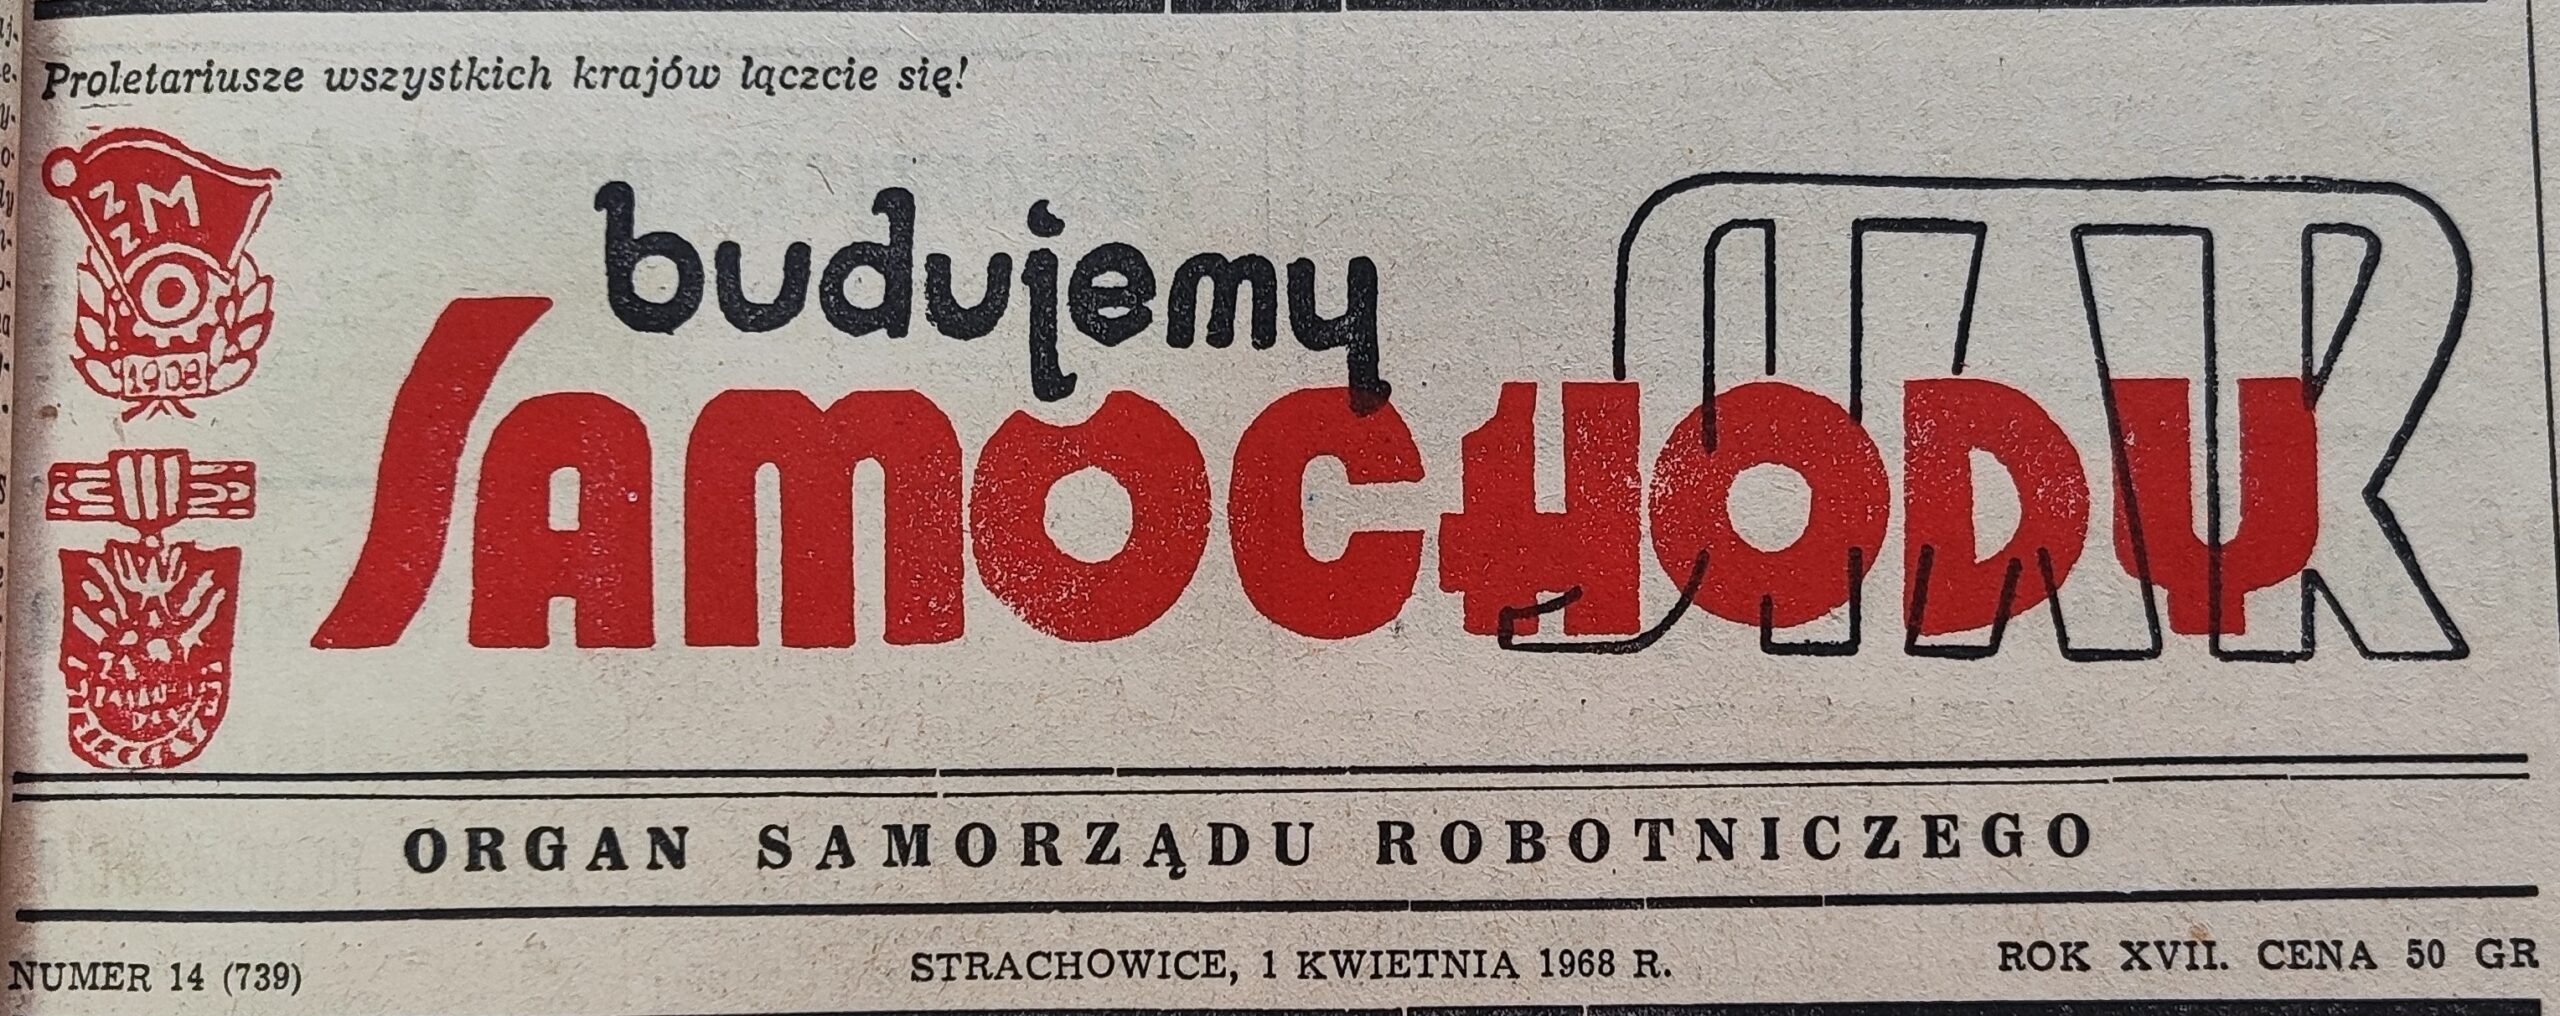 Proletariusze wszystkich krajów łączcie się!
ZZM
1908
budujemy
SAMOCHODY
STAR
ORGAN SAMORZĄDU ROBOTNICZEGO
NUMER 14 (739)
STRACHOWICE, 1 KWIETNIA 1968 R.
ROK XVII. CENA 50 GR